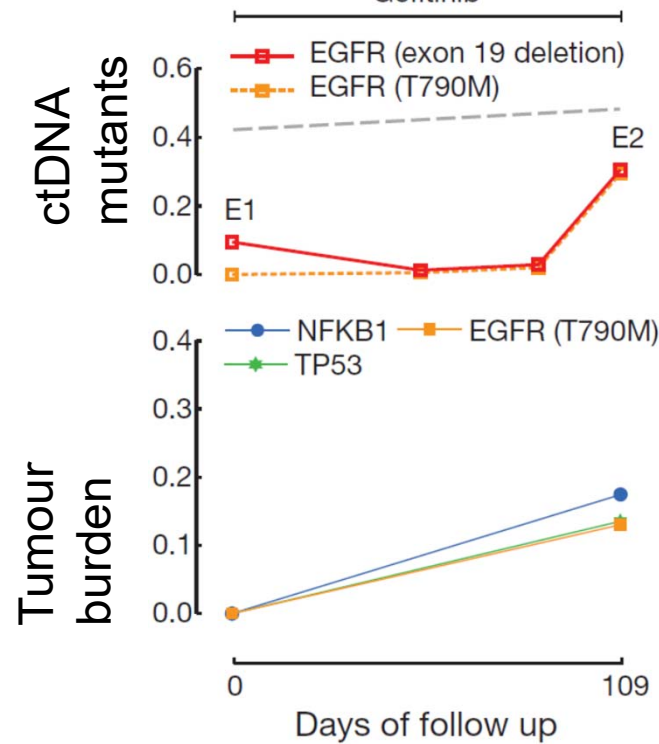 EGFR (exon 19 deletion)
EGFR (T790M)
ctDNA
mutants
0.6
0.4
0.2
0.0
E1
E2
NFKB1
EGFR (T790M)
TP53
Tumour
burden
0.4
0.3
0.2
0.1
0.0
0
109
Days of follow up